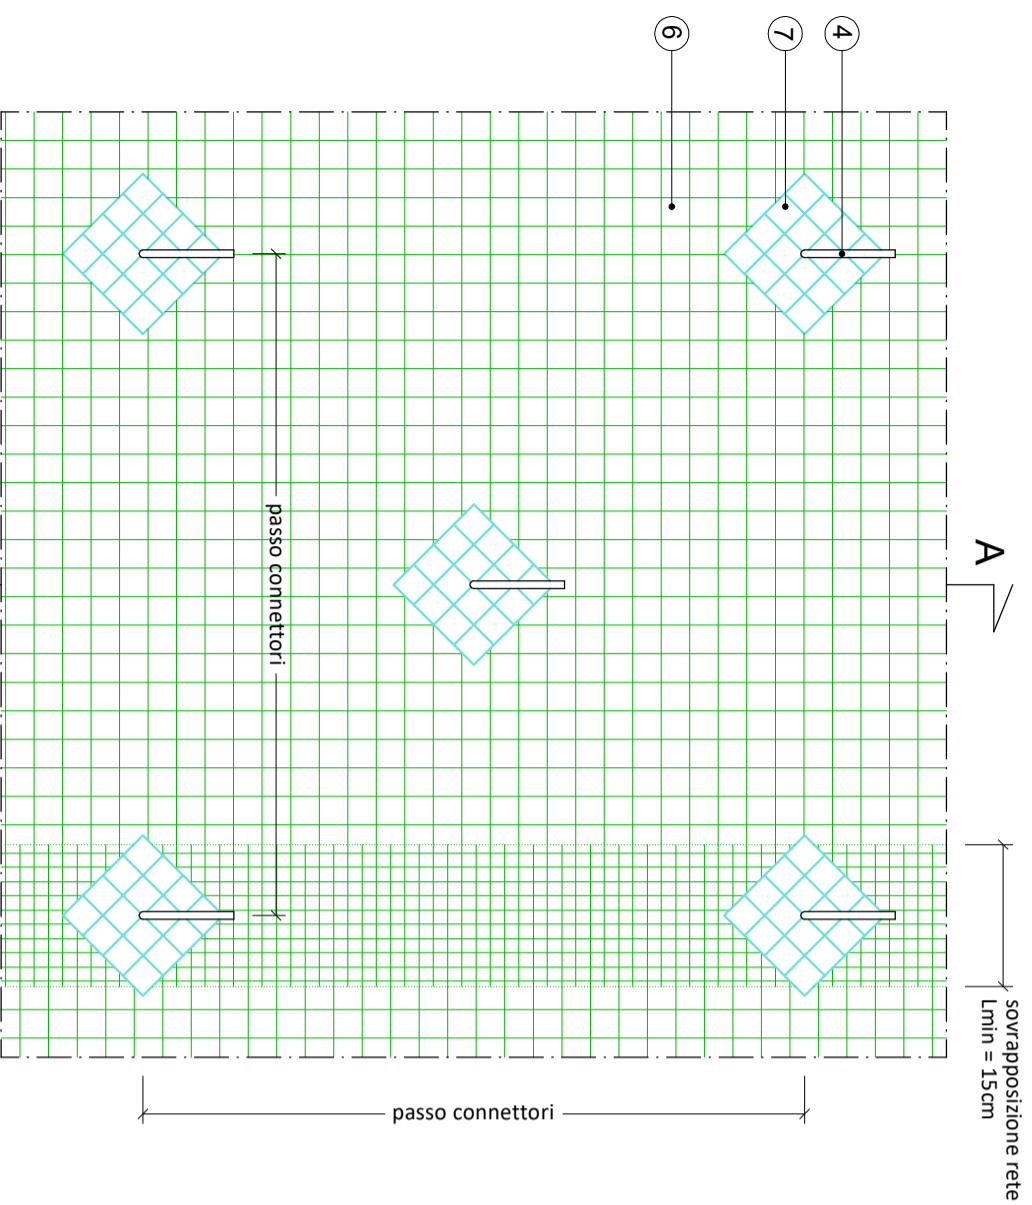 6
7
4
A
passo connettori
sovrapposizione rete
Lmin = 15cm
passo connettori